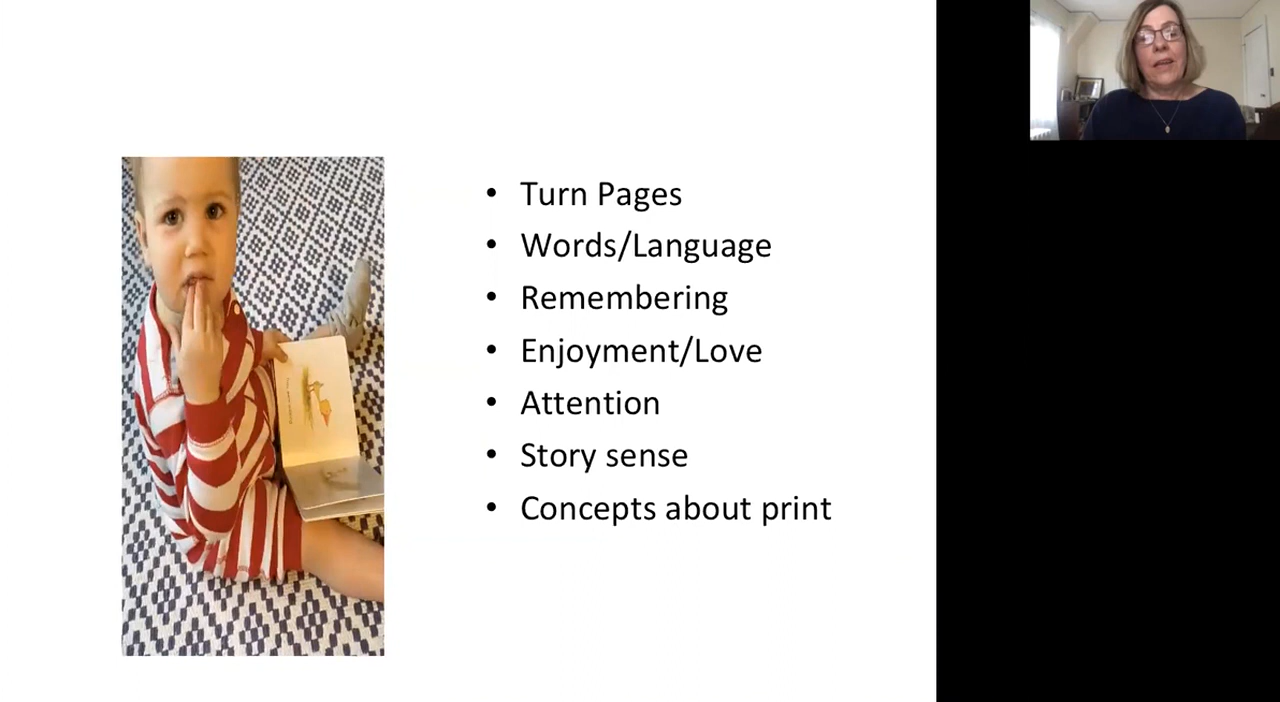 • Turn Pages
• Words/Language
• Remembering
• Enjoyment/Love
• Attention
• Story sense
• Concepts about print